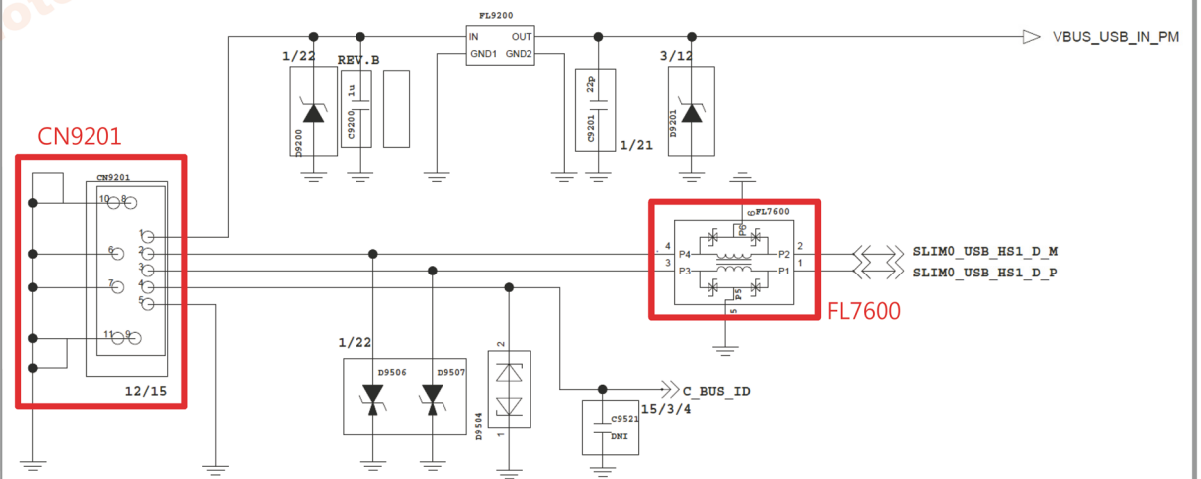 FL9200
IN OUT
GND1 GND2
VBUS_USB_IN_PM
1/22
REV.B
D9200
1u
C9200
22p
C9201
1/21
3/12
D9201
CN9201
CN9201
10 8
1
6 2
3
7 4
5
11 9
12/15
6 FL7600
P6
4 P4 P2 2
3 P3 P1 1
P5
5
SLIM0_USB_HS1_D_M
SLIM0_USB_HS1_D_P
FL7600
1/22
D9506 D9507
2
D9504
1
C_BUS_ID
15/3/4
C9521
DNI